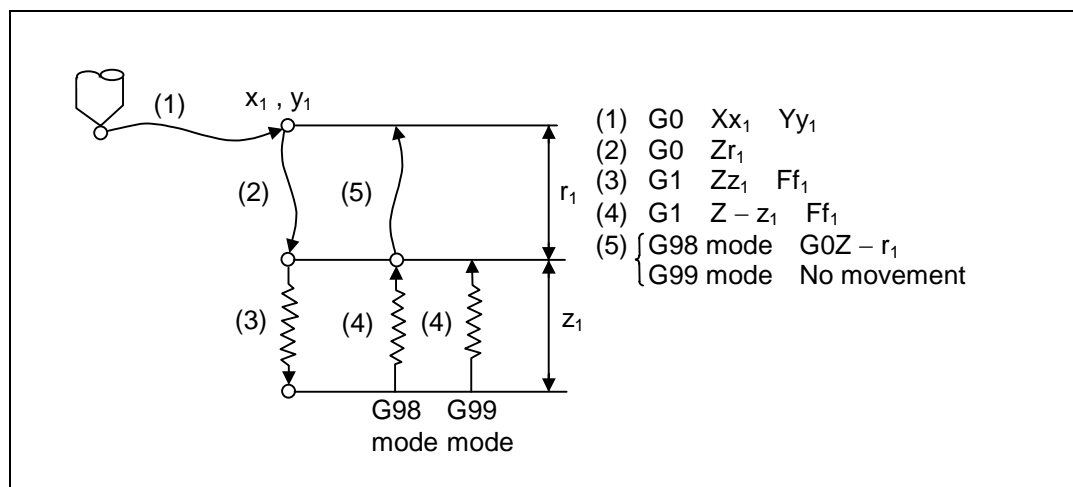 (1)
x₁ , y₁
(2)
(5)
r₁
(3)
(4)
(4)
z₁
G98 mode
G99 mode
(1) G0 Xx₁ Yy₁
(2) G0 Zr₁
(3) G1 Zz₁ Ff₁
(4) G1 Z – z₁ Ff₁
(5) { G98 mode G0Z – r₁
G99 mode No movement